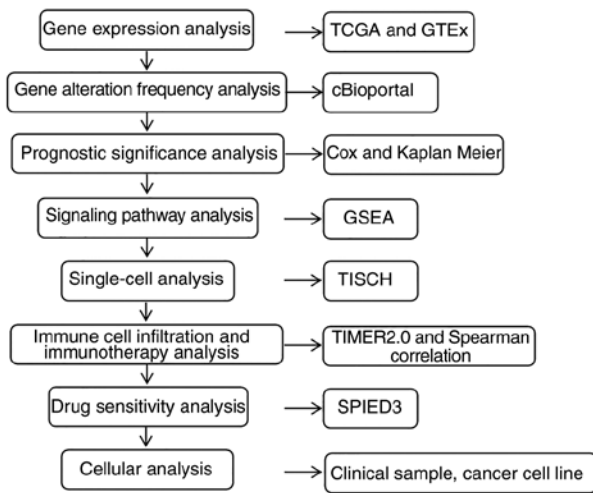 Gene expression analysis
TCGA and GTEx
Gene alteration frequency analysis
cBioportal
Prognostic significance analysis
Cox and Kaplan Meier
Signaling pathway analysis
GSEA
Single-cell analysis
TISCH
Immune cell infiltration and
immunotherapy analysis
TIMER2.0 and Spearman
correlation
Drug sensitivity analysis
SPIED3
Cellular analysis
Clinical sample, cancer cell line